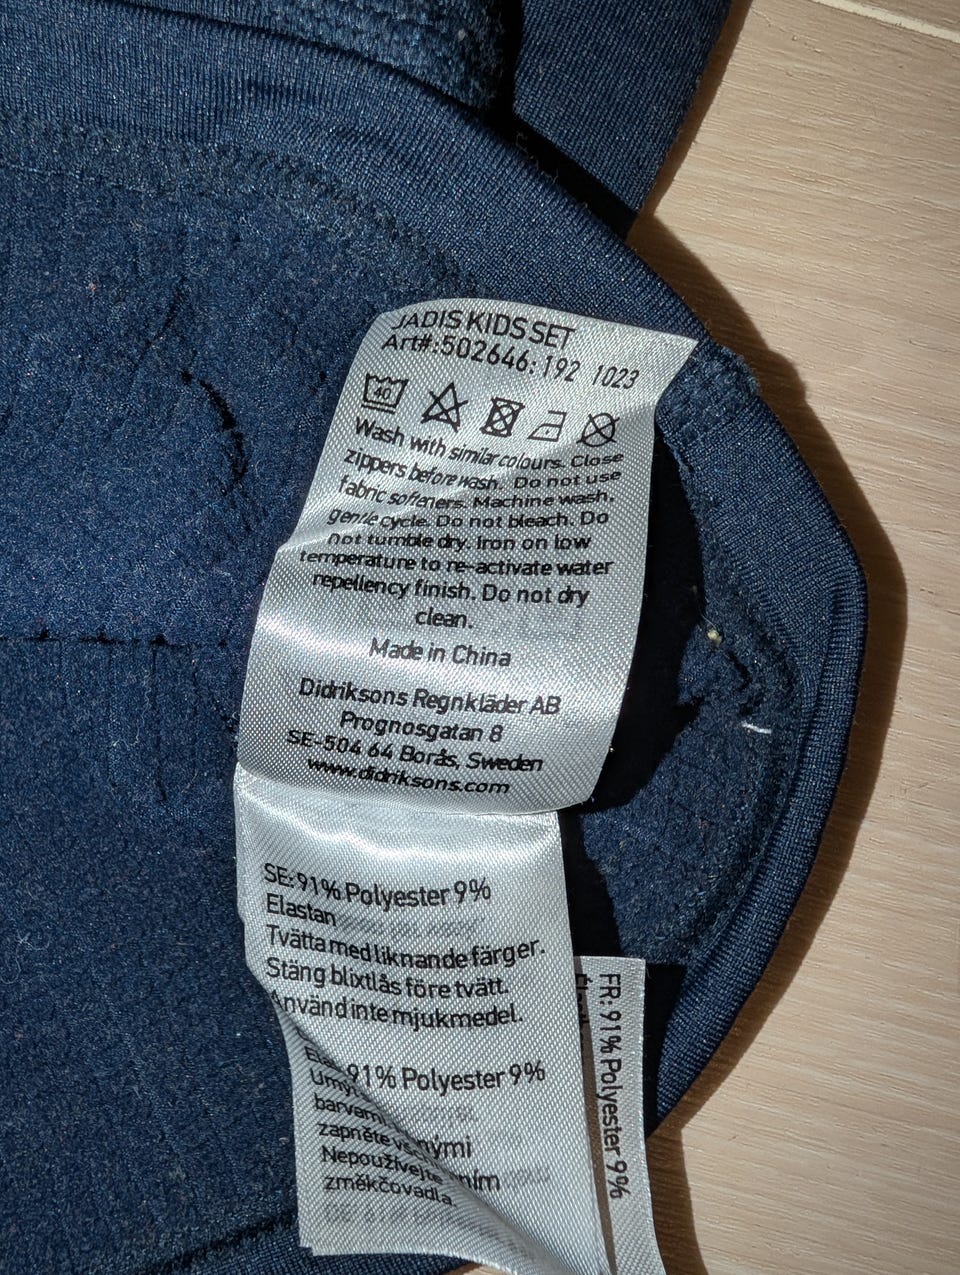 JADIS KIDS SET
Art#:502646:192 1023
40
Wash with similar colours. Close
zippers before wash. Do not use
fabric softeners. Machine wash,
gentle cycle. Do not bleach. Do
not tumble dry. Iron on low
temperature to re-activate water
repellency finish. Do not dry
clean.
Made in China
Didriksons Regnkläder AB
Prognosgatan 8
SE-504 64 Borås, Sweden
www.didriksons.com
SE:91% Polyester 9%
Elastan
Tvätta med liknande färger.
Stäng blixtlås före tvätt.
Använd inte mjukmedel.
91% Polyester 9%
zapněte
Nepoužívejte
změkčovadla.
FR:91% Polyester 9%